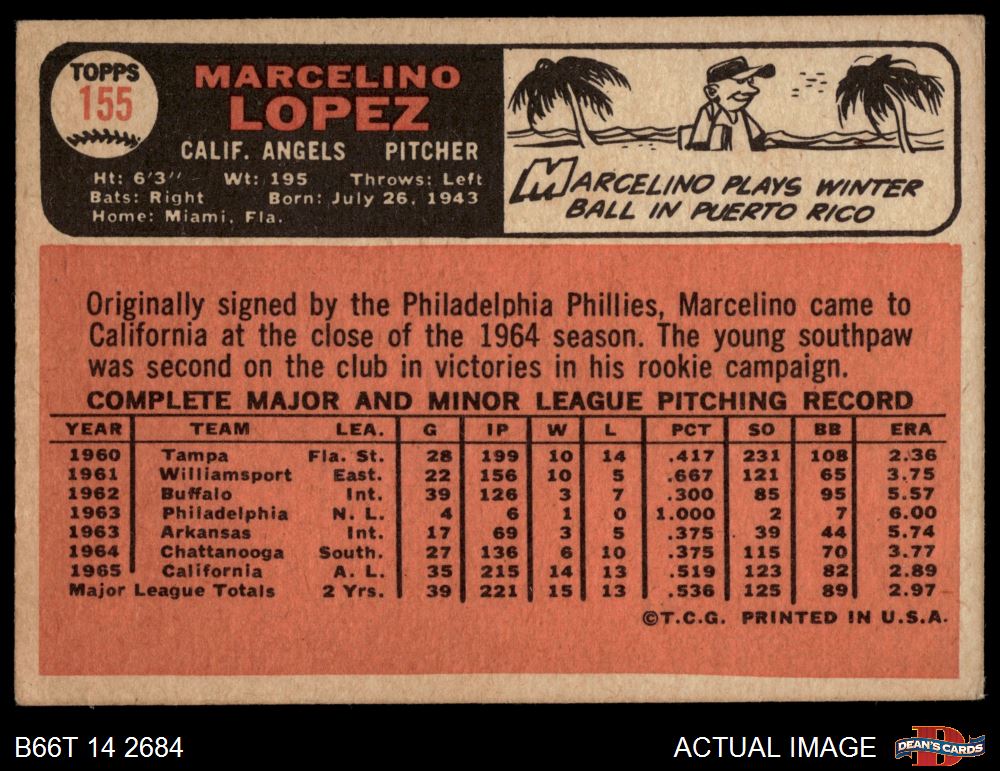 TOPPS
155
MARCELINO
LOPEZ
CALIF. ANGELS PITCHER
Ht: 6'3" Wt: 195 Throws: Left
Bats: Right Born: July 26, 1943
Home: Miami, Fla.
MARCELINO PLAYS WINTER
BALL IN PUERTO RICO
Originally signed by the Philadelphia Phillies, Marcelino came to
California at the close of the 1964 season. The young southpaw
was second on the club in victories in his rookie campaign.
COMPLETE MAJOR AND MINOR LEAGUE PITCHING RECORD
YEAR TEAM LEA. G IP W L PCT SO BB ERA
1960 Tampa Fla. St. 28 199 10 14 .417 231 108 2.36
1961 Williamsport East. 22 156 10 5 .667 121 65 3.75
1962 Buffalo Int. 39 126 3 7 .300 85 95 5.57
1963 Philadelphia N. L. 4 6 1 0 1.000 2 7 6.00
1963 Arkansas Int. 17 69 3 5 .375 39 44 5.74
1964 Chattanooga South. 27 136 6 10 .375 115 70 3.77
1965 California A. L. 35 215 14 13 .519 123 82 2.89
Major League Totals 2 Yrs. 39 221 15 13 .536 125 89 2.97
©T.C.G. PRINTED IN U.S.A.
B66T 14 2684
ACTUAL IMAGE
D
DEAN'S CARDS